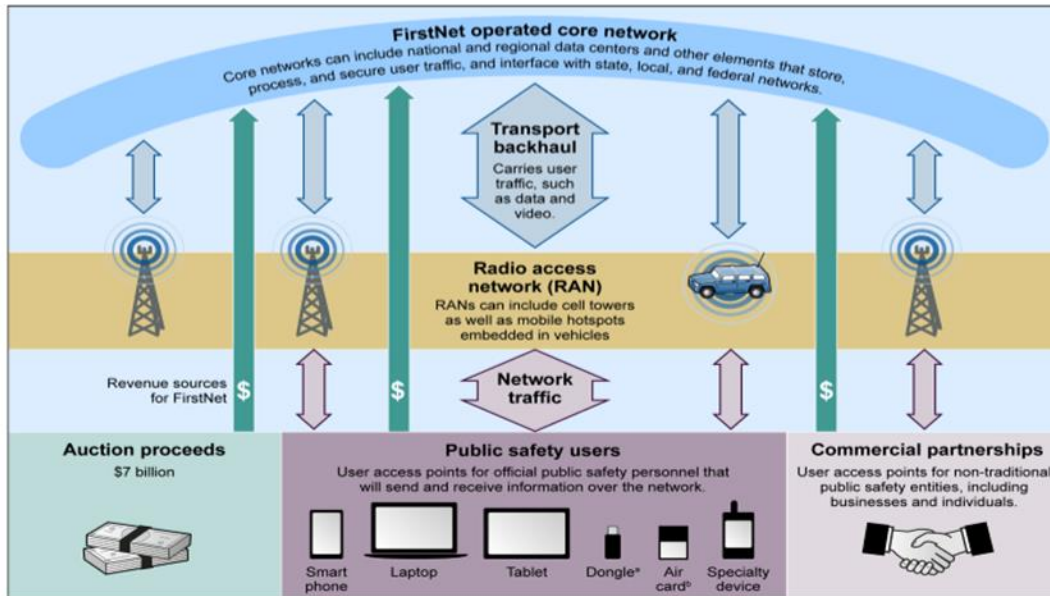 FirstNet operated core network
Core networks can include national and regional data centers and other elements that store,
process, and secure user traffic, and interface with state, local, and federal networks.
Transport
backhaul
Carries user
traffic, such
as data and
video.
Radio access
network (RAN)
RANs can include cell towers
as well as mobile hotspots
embedded in vehicles
Revenue sources
for FirstNet
$
$
$
Network
traffic
Auction proceeds
$7 billion
Public safety users
User access points for official public safety personnel that
will send and receive information over the network.
Smart
phone
Laptop
Tablet
Dongleᵃ
Air
cardᵇ
Specialty
device
Commercial partnerships
User access points for non-traditional
public safety entities, including
businesses and individuals.